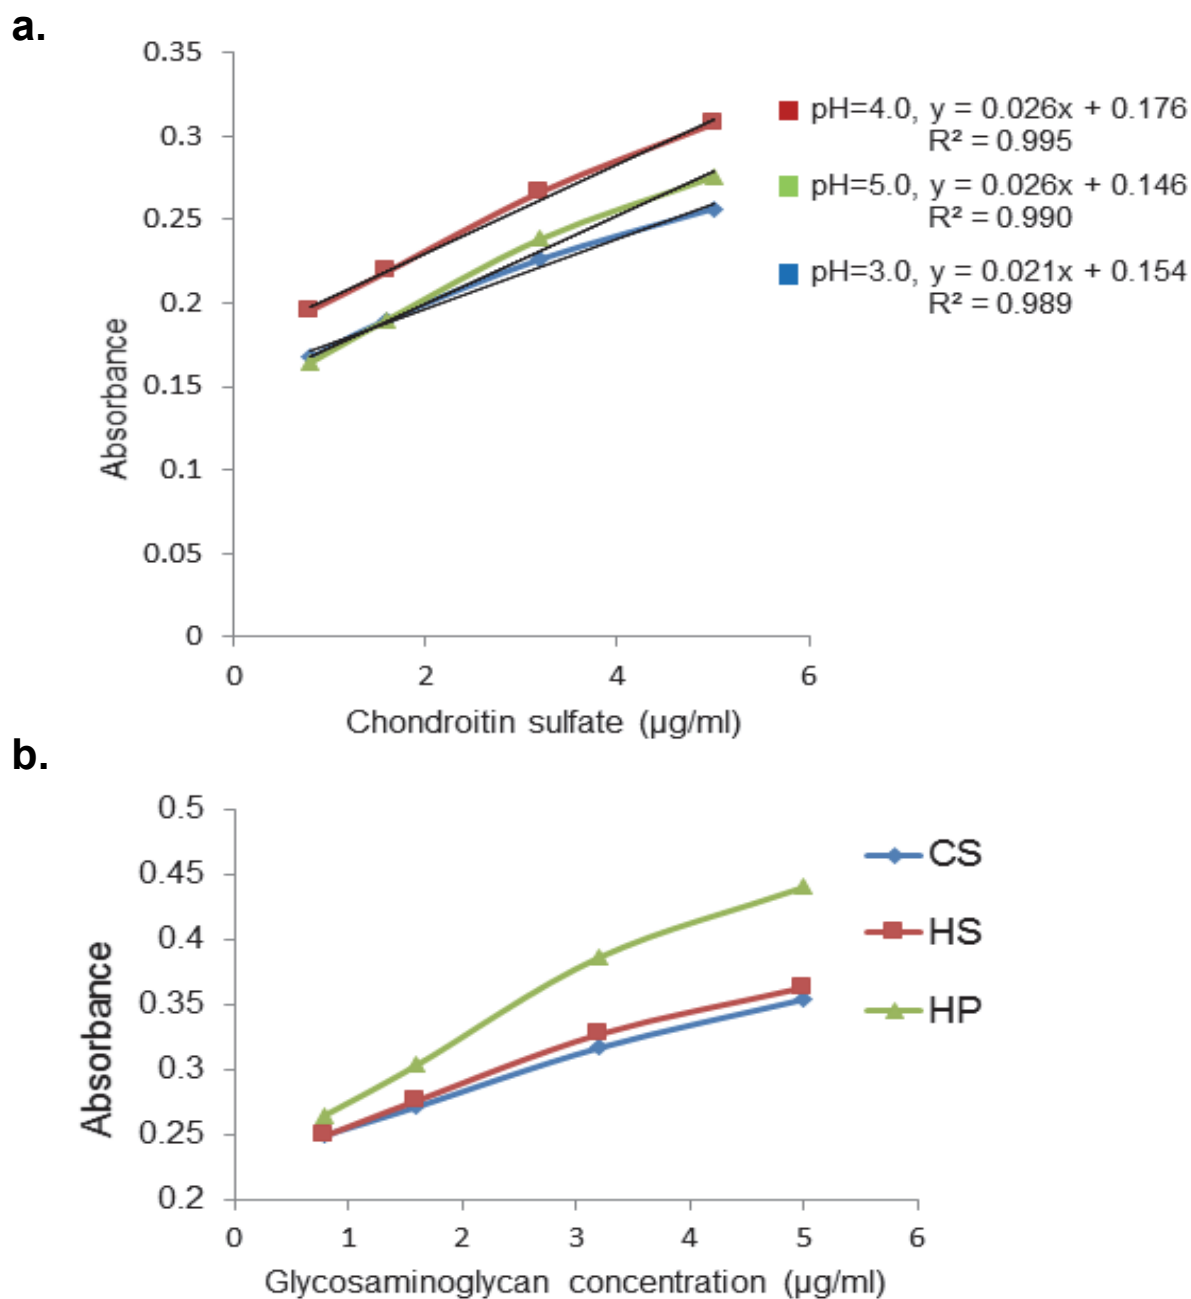 a.
0.35
0.3
0.25
0.2
0.15
0.1
0.05
0
Absorbance
0 2 4 6
Chondroitin sulfate (µg/ml)
pH=4.0, y = 0.026x + 0.176
R² = 0.995
pH=5.0, y = 0.026x + 0.146
R² = 0.990
pH=3.0, y = 0.021x + 0.154
R² = 0.989
b.
0.5
0.45
0.4
0.35
0.3
0.25
0.2
Absorbance
0 1 2 3 4 5 6
Glycosaminoglycan concentration (µg/ml)
CS
HS
HP